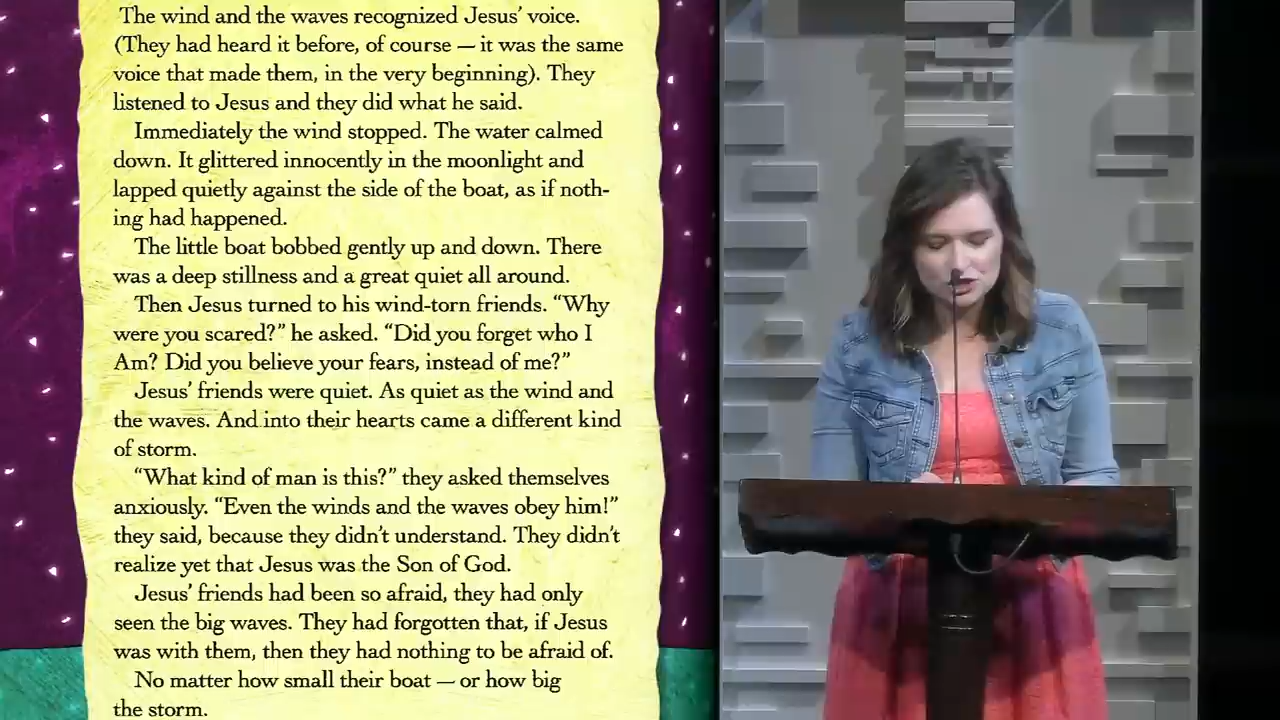 The wind and the waves recognized Jesus’ voice.
(They had heard it before, of course — it was the same
voice that made them, in the very beginning). They
listened to Jesus and they did what he said.
Immediately the wind stopped. The water calmed
down. It glittered innocently in the moonlight and
lapped quietly against the side of the boat, as if noth-
ing had happened.
The little boat bobbed gently up and down. There
was a deep stillness and a great quiet all around.
Then Jesus turned to his wind-torn friends. “Why
were you scared?” he asked. “Did you forget who I
Am? Did you believe your fears, instead of me?”
Jesus’ friends were quiet. As quiet as the wind and
the waves. And into their hearts came a different kind
of storm.
“What kind of man is this?” they asked themselves
anxiously. “Even the winds and the waves obey him!”
they said, because they didn’t understand. They didn’t
realize yet that Jesus was the Son of God.
Jesus’ friends had been so afraid, they had only
seen the big waves. They had forgotten that, if Jesus
was with them, then they had nothing to be afraid of.
No matter how small their boat — or how big
the storm.